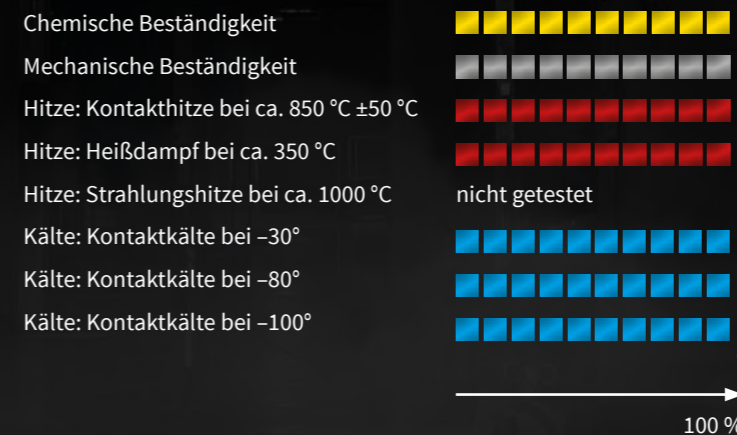 Chemische Beständigkeit
Mechanische Beständigkeit
Hitze: Kontakthitze bei ca. 850 °C ±50 °C
Hitze: Heißdampf bei ca. 350 °C
Hitze: Strahlungshitze bei ca. 1000 °C nicht getestet
Kälte: Kontaktkälte bei –30°
Kälte: Kontaktkälte bei –80°
Kälte: Kontaktkälte bei –100°
100 %